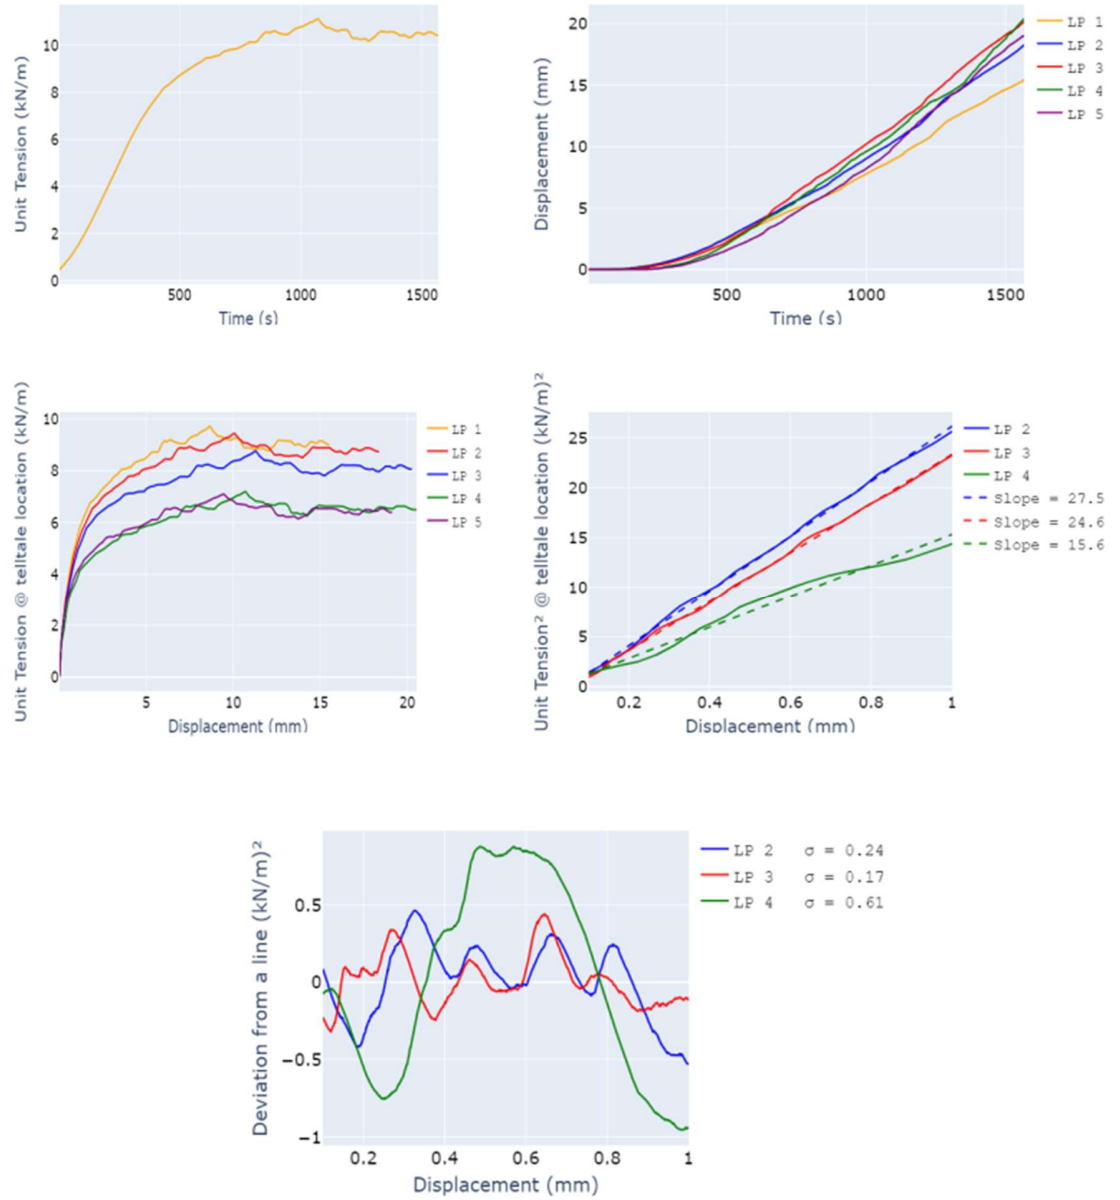 Unit Tension (kN/m)
10
8
6
4
2
0
500
1000
1500
Time (s)
Displacement (mm)
20
15
10
5
0
500
1000
1500
Time (s)
LP 1
LP 2
LP 3
LP 4
LP 5
Unit Tension @ telltale location (kN/m)
10
8
6
4
2
0
5
10
15
20
Displacement (mm)
LP 1
LP 2
LP 3
LP 4
LP 5
Unit Tension² @ telltale location (kN/m)²
25
20
15
10
5
0
0.2
0.4
0.6
0.8
1
Displacement (mm)
LP 2
LP 3
LP 4
Slope = 27.5
Slope = 24.6
Slope = 15.6
Deviation from a line (kN/m)²
0.5
0
−0.5
−1
0.2
0.4
0.6
0.8
1
Displacement (mm)
LP 2 σ = 0.24
LP 3 σ = 0.17
LP 4 σ = 0.61